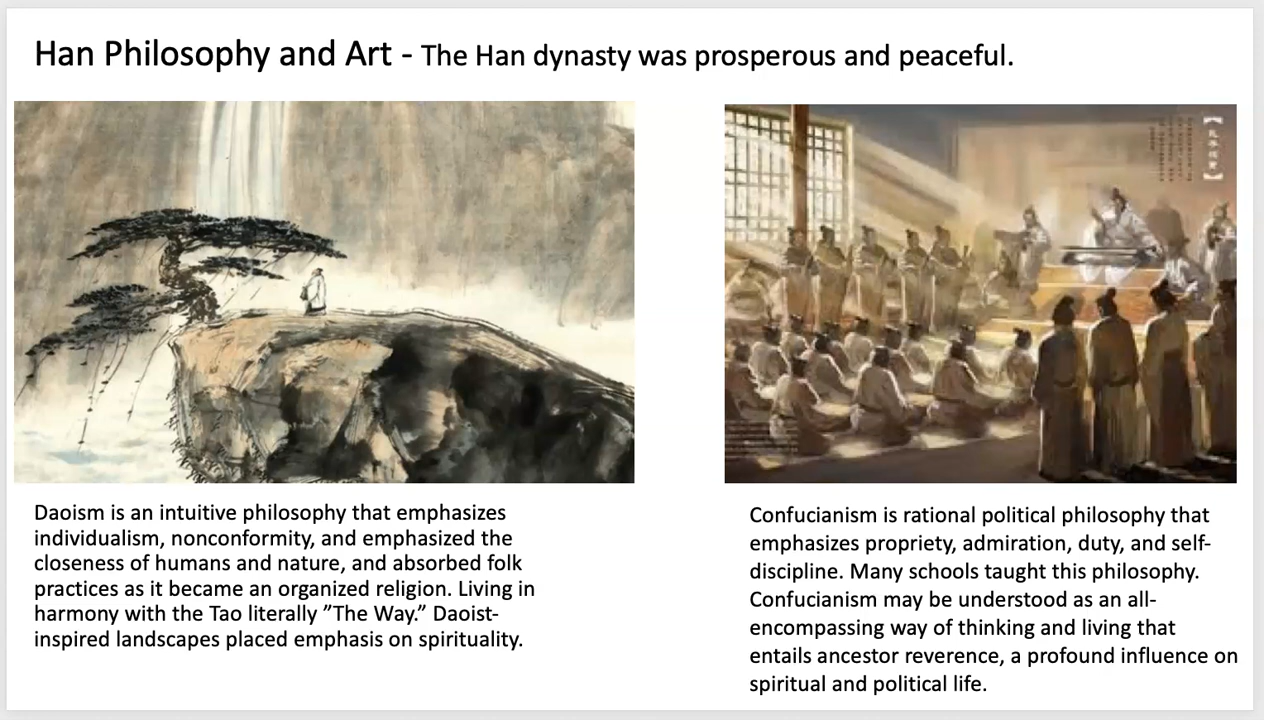 Han Philosophy and Art - The Han dynasty was prosperous and peaceful.
Daoism is an intuitive philosophy that emphasizes
individualism, nonconformity, and emphasized the
closeness of humans and nature, and absorbed folk
practices as it became an organized religion. Living in
harmony with the Tao literally ”The Way.” Daoist-
inspired landscapes placed emphasis on spirituality.
Confucianism is rational political philosophy that
emphasizes propriety, admiration, duty, and self-
discipline. Many schools taught this philosophy.
Confucianism may be understood as an all-
encompassing way of thinking and living that
entails ancestor reverence, a profound influence on
spiritual and political life.